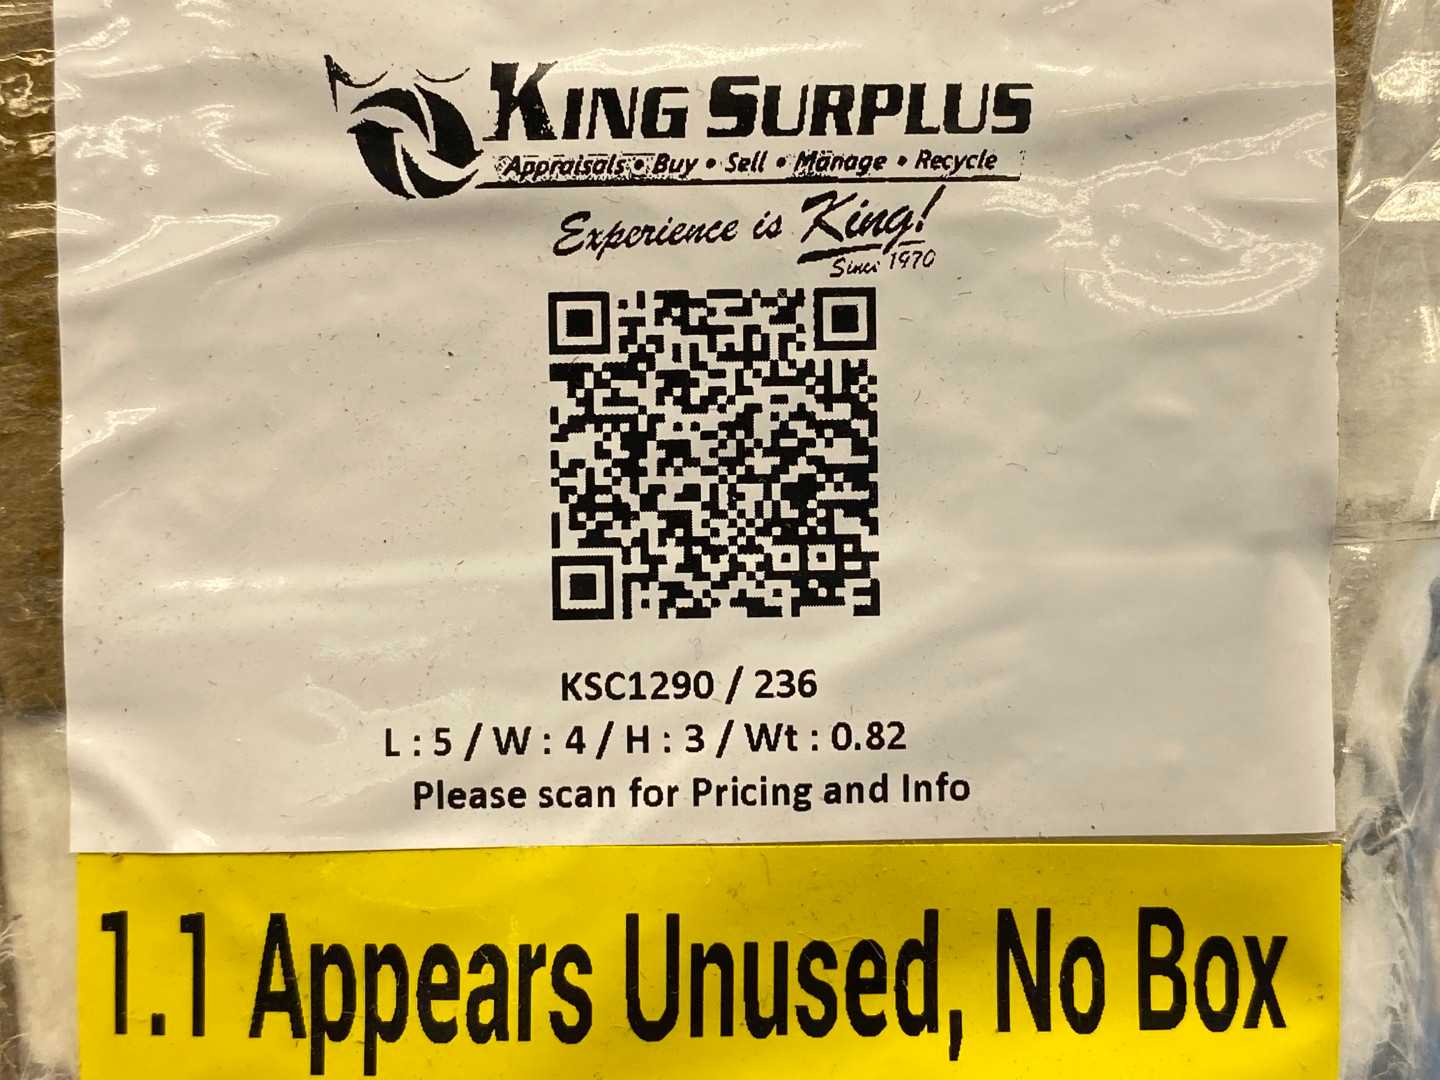 KING SURPLUS
Appraisals • Buy • Sell • Manage • Recycle
Experience is King!
Since 1970
KSC1290 / 236
L : 5 / W : 4 / H : 3 / Wt : 0.82
Please scan for Pricing and Info
1.1 Appears Unused, No Box